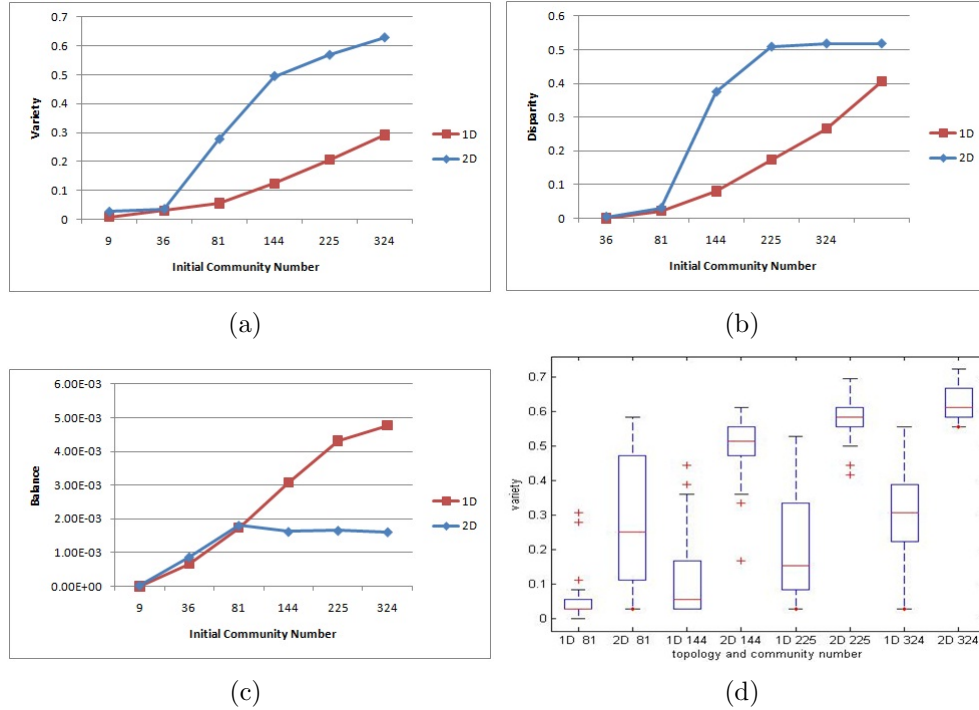 0.7
0.6
0.5
0.4
0.3
0.2
0.1
0
Variety
9 36 81 144 225 324
Initial Community Number
1D
2D
(a)
0.6
0.5
0.4
0.3
0.2
0.1
0
Disparity
36 81 144 225 324
Initial Community Number
1D
2D
(b)
6.00E-03
5.00E-03
4.00E-03
3.00E-03
2.00E-03
1.00E-03
0.00E+00
Balance
9 36 81 144 225 324
Initial Community Number
1D
2D
(c)
0.7
0.6
0.5
0.4
0.3
0.2
0.1
0
variety
1D 81 2D 81 1D 144 2D 144 1D 225 2D 225 1D 324 2D 324
topology and community number
(d)